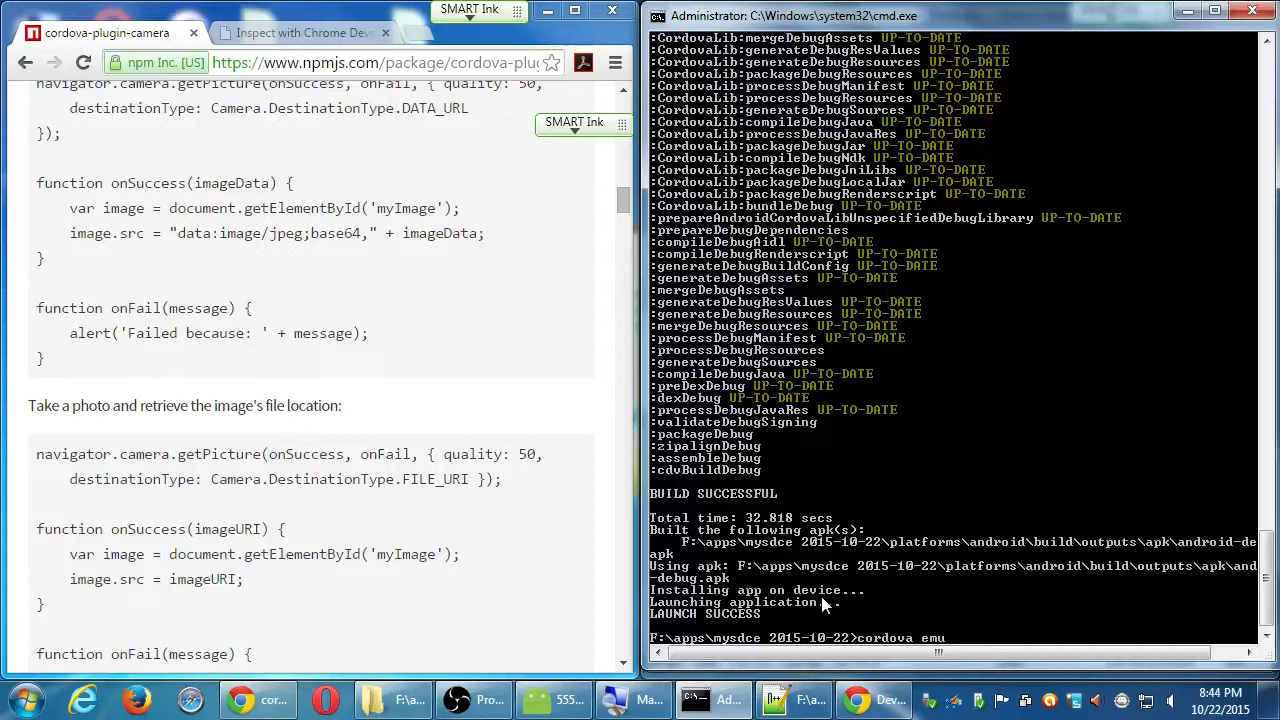 SMART Ink
cordova-plugin-camera
Inspect with Chrome Deve
npm Inc. [US]
https://www.npmjs.com/package/cordova-plug
navigator.camera.getPicture(onSuccess, onFail, { quality: 50,
destinationType: Camera.DestinationType.DATA_URL
});
SMART Ink
function onSuccess(imageData) {
var image = document.getElementById('myImage');
image.src = "data:image/jpeg;base64," + imageData;
}
function onFail(message) {
alert('Failed because: ' + message);
}
Take a photo and retrieve the image's file location:
navigator.camera.getPicture(onSuccess, onFail, { quality: 50,
destinationType: Camera.DestinationType.FILE_URI });
function onSuccess(imageURI) {
var image = document.getElementById('myImage');
image.src = imageURI;
}
function onFail(message) {
Administrator: C:\Windows\system32\cmd.exe
:CordovaLib:mergeDebugAssets UP-TO-DATE
:CordovaLib:generateDebugResValues UP-TO-DATE
:CordovaLib:generateDebugResources UP-TO-DATE
:CordovaLib:packageDebugResources UP-TO-DATE
:CordovaLib:processDebugManifest UP-TO-DATE
:CordovaLib:processDebugResources UP-TO-DATE
:CordovaLib:generateDebugSources UP-TO-DATE
:CordovaLib:compileDebugJava UP-TO-DATE
:CordovaLib:processDebugJavaRes UP-TO-DATE
:CordovaLib:packageDebugJar UP-TO-DATE
:CordovaLib:compileDebugNdk UP-TO-DATE
:CordovaLib:packageDebugJniLibs UP-TO-DATE
:CordovaLib:packageDebugLocalJar UP-TO-DATE
:CordovaLib:packageDebugRenderscript UP-TO-DATE
:CordovaLib:bundleDebug UP-TO-DATE
:prepareAndroidCordovaLibUnspecifiedDebugLibrary UP-TO-DATE
:prepareDebugDependencies
:compileDebugAidl UP-TO-DATE
:compileDebugRenderscript UP-TO-DATE
:generateDebugBuildConfig UP-TO-DATE
:generateDebugAssets UP-TO-DATE
:mergeDebugAssets
:generateDebugResValues UP-TO-DATE
:generateDebugResources UP-TO-DATE
:mergeDebugResources UP-TO-DATE
:processDebugManifest UP-TO-DATE
:processDebugResources
:generateDebugSources
:compileDebugJava UP-TO-DATE
:preDexDebug UP-TO-DATE
:dexDebug UP-TO-DATE
:processDebugJavaRes UP-TO-DATE
:validateDebugSigning
:packageDebug
:zipalignDebug
:assembleDebug
:cdvBuildDebug
BUILD SUCCESSFUL
Total time: 32.818 secs
Built the following apk(s):
F:\apps\mysdce 2015-10-22\platforms\android\build\outputs\apk\android-de
apk
Using apk: F:\apps\mysdce 2015-10-22\platforms\android\build\outputs\apk\and
-debug.apk
Installing app on device...
Launching application...
LAUNCH SUCCESS
F:\apps\mysdce 2015-10-22>cordova emu
cor...
F:\a...
Pro...
555...
Ma...
Ad...
F:\a...
Dev...
8:44 PM
10/22/2015